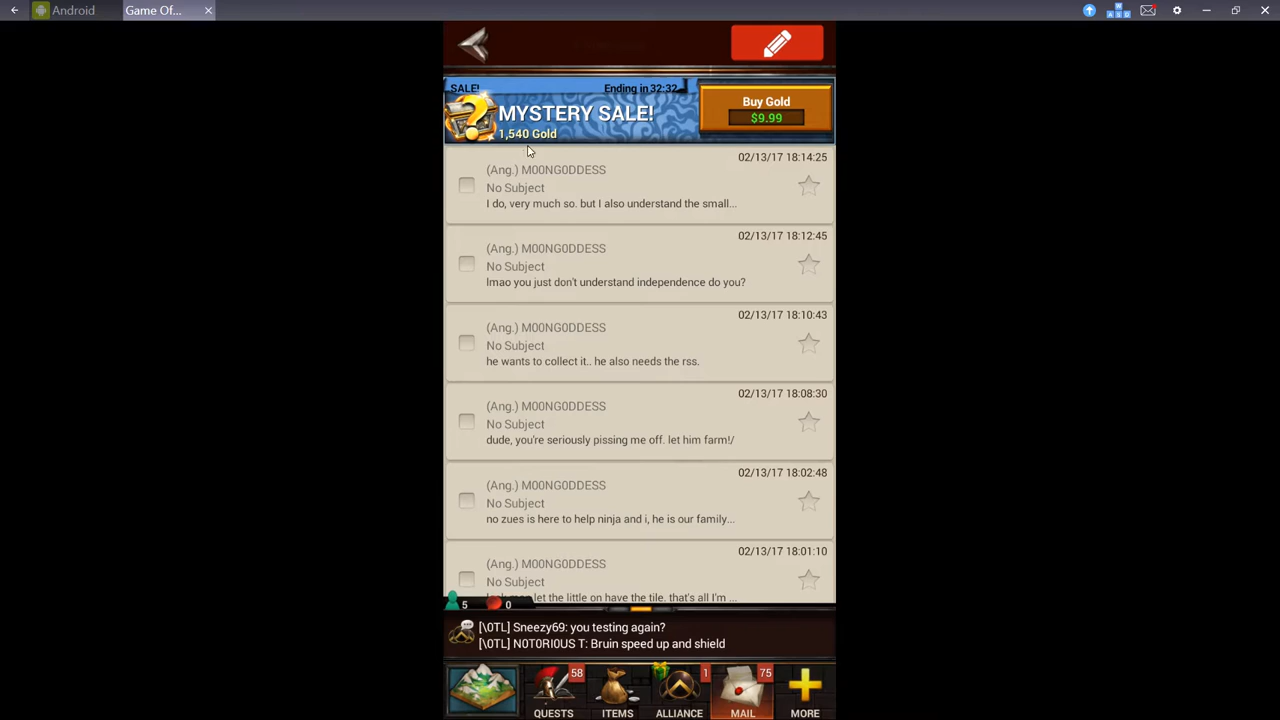 Android
Game Of...
SALE!
Ending in 32:32
MYSTERY SALE!
1,540 Gold
Buy Gold
$9.99
02/13/17 18:14:25
(Ang.) M00NG0DDESS
No Subject
I do, very much so. but I also understand the small...
02/13/17 18:12:45
(Ang.) M00NG0DDESS
No Subject
lmao you just don't understand independence do you?
02/13/17 18:10:43
(Ang.) M00NG0DDESS
No Subject
he wants to collect it.. he also needs the rss.
02/13/17 18:08:30
(Ang.) M00NG0DDESS
No Subject
dude, you're seriously pissing me off. let him farm!/
02/13/17 18:02:48
(Ang.) M00NG0DDESS
No Subject
no zues is here to help ninja and i, he is our family...
02/13/17 18:01:10
(Ang.) M00NG0DDESS
No Subject
let the little on have the tile. that's all I'm ...
5
0
[\0TL] Sneezy69: you testing again?
[\0TL] N0T0RI0US T: Bruin speed up and shield
58
1
75
QUESTS
ITEMS
ALLIANCE
MAIL
MORE